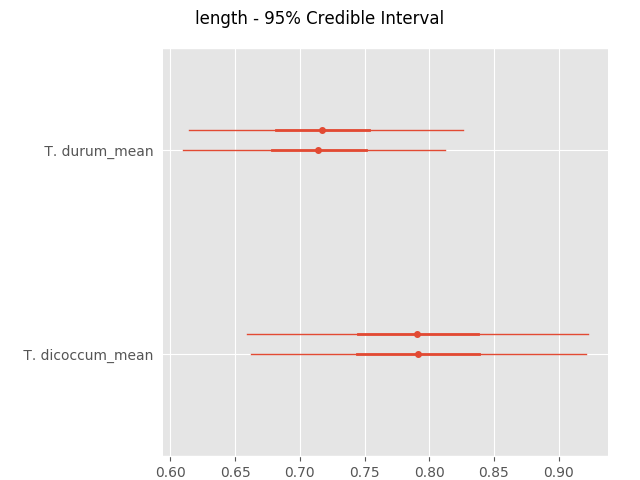 length - 95% Credible Interval
T. durum_mean
T. dicoccum_mean
0.60 0.65 0.70 0.75 0.80 0.85 0.90